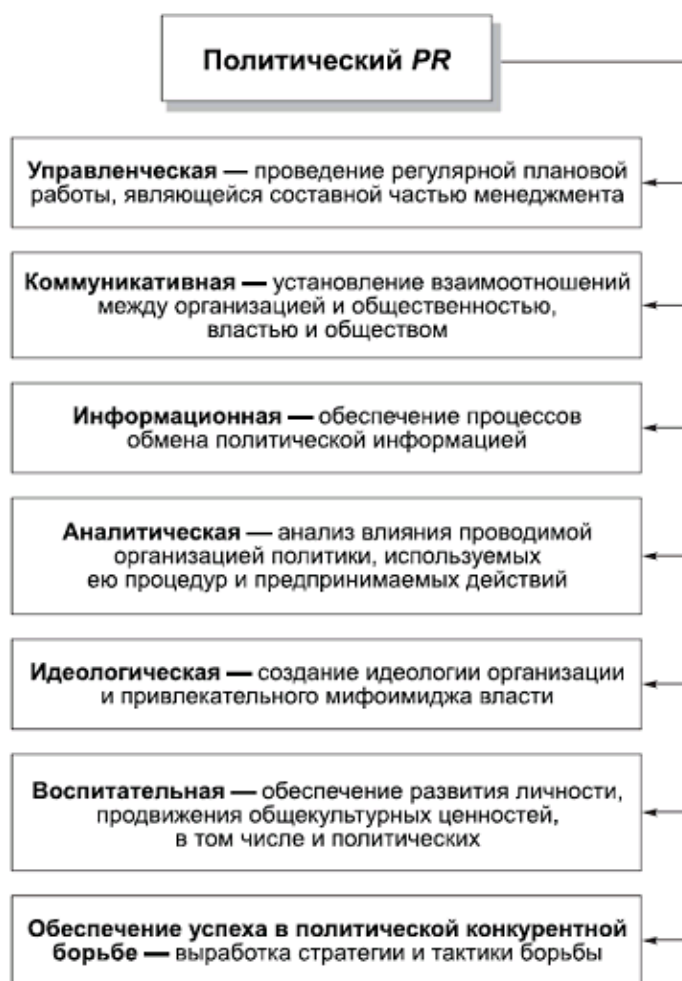 Политический PR
Управленческая — проведение регулярной плановой
работы, являющейся составной частью менеджмента
Коммуникативная — установление взаимоотношений
между организацией и общественностью,
властью и обществом
Информационная — обеспечение процессов
обмена политической информацией
Аналитическая — анализ влияния проводимой
организацией политики, используемых
ею процедур и предпринимаемых действий
Идеологическая — создание идеологии организации
и привлекательного мифоимиджа власти
Воспитательная — обеспечение развития личности,
продвижения общекультурных ценностей,
в том числе и политических
Обеспечение успеха в политической конкурентной
борьбе — выработка стратегии и тактики борьбы